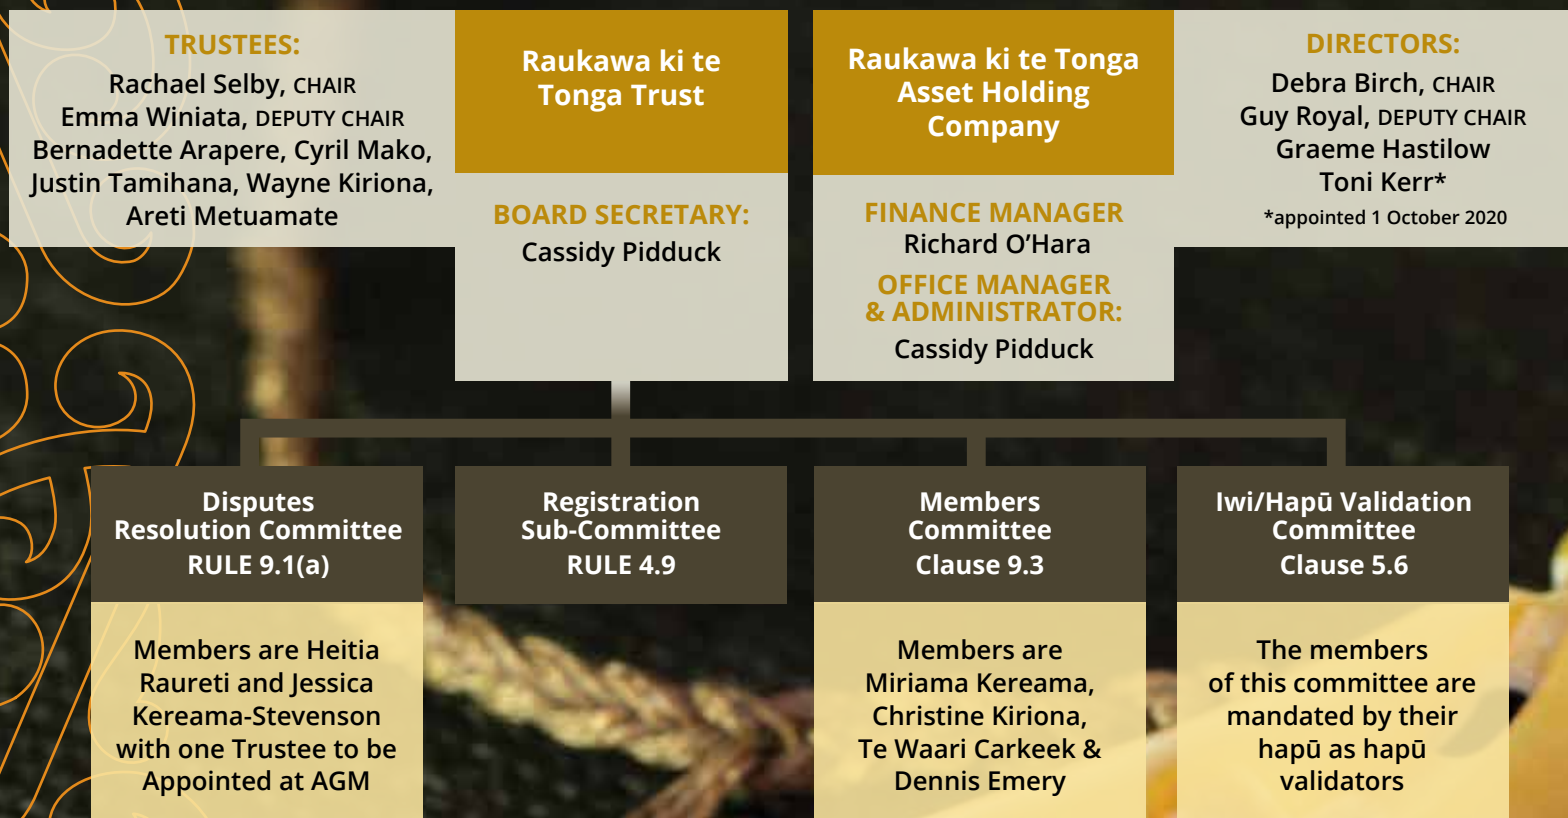 TRUSTEES:
Rachael Selby, CHAIR
Emma Winiata, DEPUTY CHAIR
Bernadette Arapere, Cyril Mako,
Justin Tamihana, Wayne Kiriona,
Areti Metuamate
Raukawa ki te
Tonga Trust
BOARD SECRETARY:
Cassidy Pidduck
Raukawa ki te Tonga
Asset Holding
Company
FINANCE MANAGER
Richard O’Hara
OFFICE MANAGER
& ADMINISTRATOR:
Cassidy Pidduck
DIRECTORS:
Debra Birch, CHAIR
Guy Royal, DEPUTY CHAIR
Graeme Hastilow
Toni Kerr*
*appointed 1 October 2020
Disputes
Resolution Committee
RULE 9.1(a)
Members are Heitia
Raureti and Jessica
Kereama-Stevenson
with one Trustee to be
Appointed at AGM
Registration
Sub-Committee
RULE 4.9
Members
Committee
Clause 9.3
Members are
Miriama Kereama,
Christine Kiriona,
Te Waari Carkeek &
Dennis Emery
Iwi/Hapū Validation
Committee
Clause 5.6
The members
of this committee are
mandated by their
hapū as hapū
validators